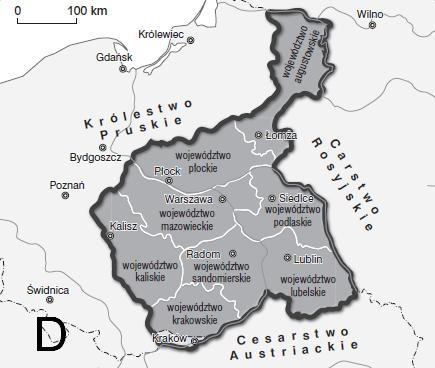 0 100 km
Wilno
Królewiec
Gdańsk
województwo
augustowskie
Królestwo
Pruskie
Łomża
Carstwo
Rosyjskie
Bydgoszcz
województwo
płockie
Płock
Poznań
Warszawa
Siedlce
województwo
mazowieckie
województwo
podlaskie
Kalisz
Radom
Lublin
województwo
kaliskie
województwo
sandomierskie
województwo
lubelskie
Świdnica
województwo
krakowskie
D
Kraków
Cesarstwo
Austriackie